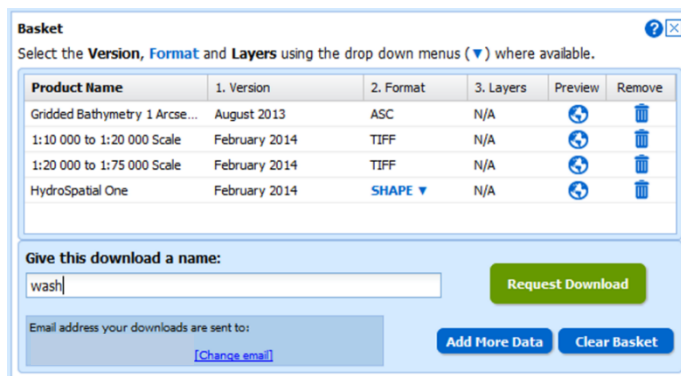 Basket
?
Select the Version, Format and Layers using the drop down menus (▼) where available.
Product Name 1. Version 2. Format 3. Layers Preview Remove
Gridded Bathymetry 1 Arcse... August 2013 ASC N/A
1:10 000 to 1:20 000 Scale February 2014 TIFF N/A
1:20 000 to 1:75 000 Scale February 2014 TIFF N/A
HydroSpatial One February 2014 SHAPE ▼ N/A
Give this download a name:
wash
Request Download
Email address your downloads are sent to:
[Change email]
Add More Data Clear Basket